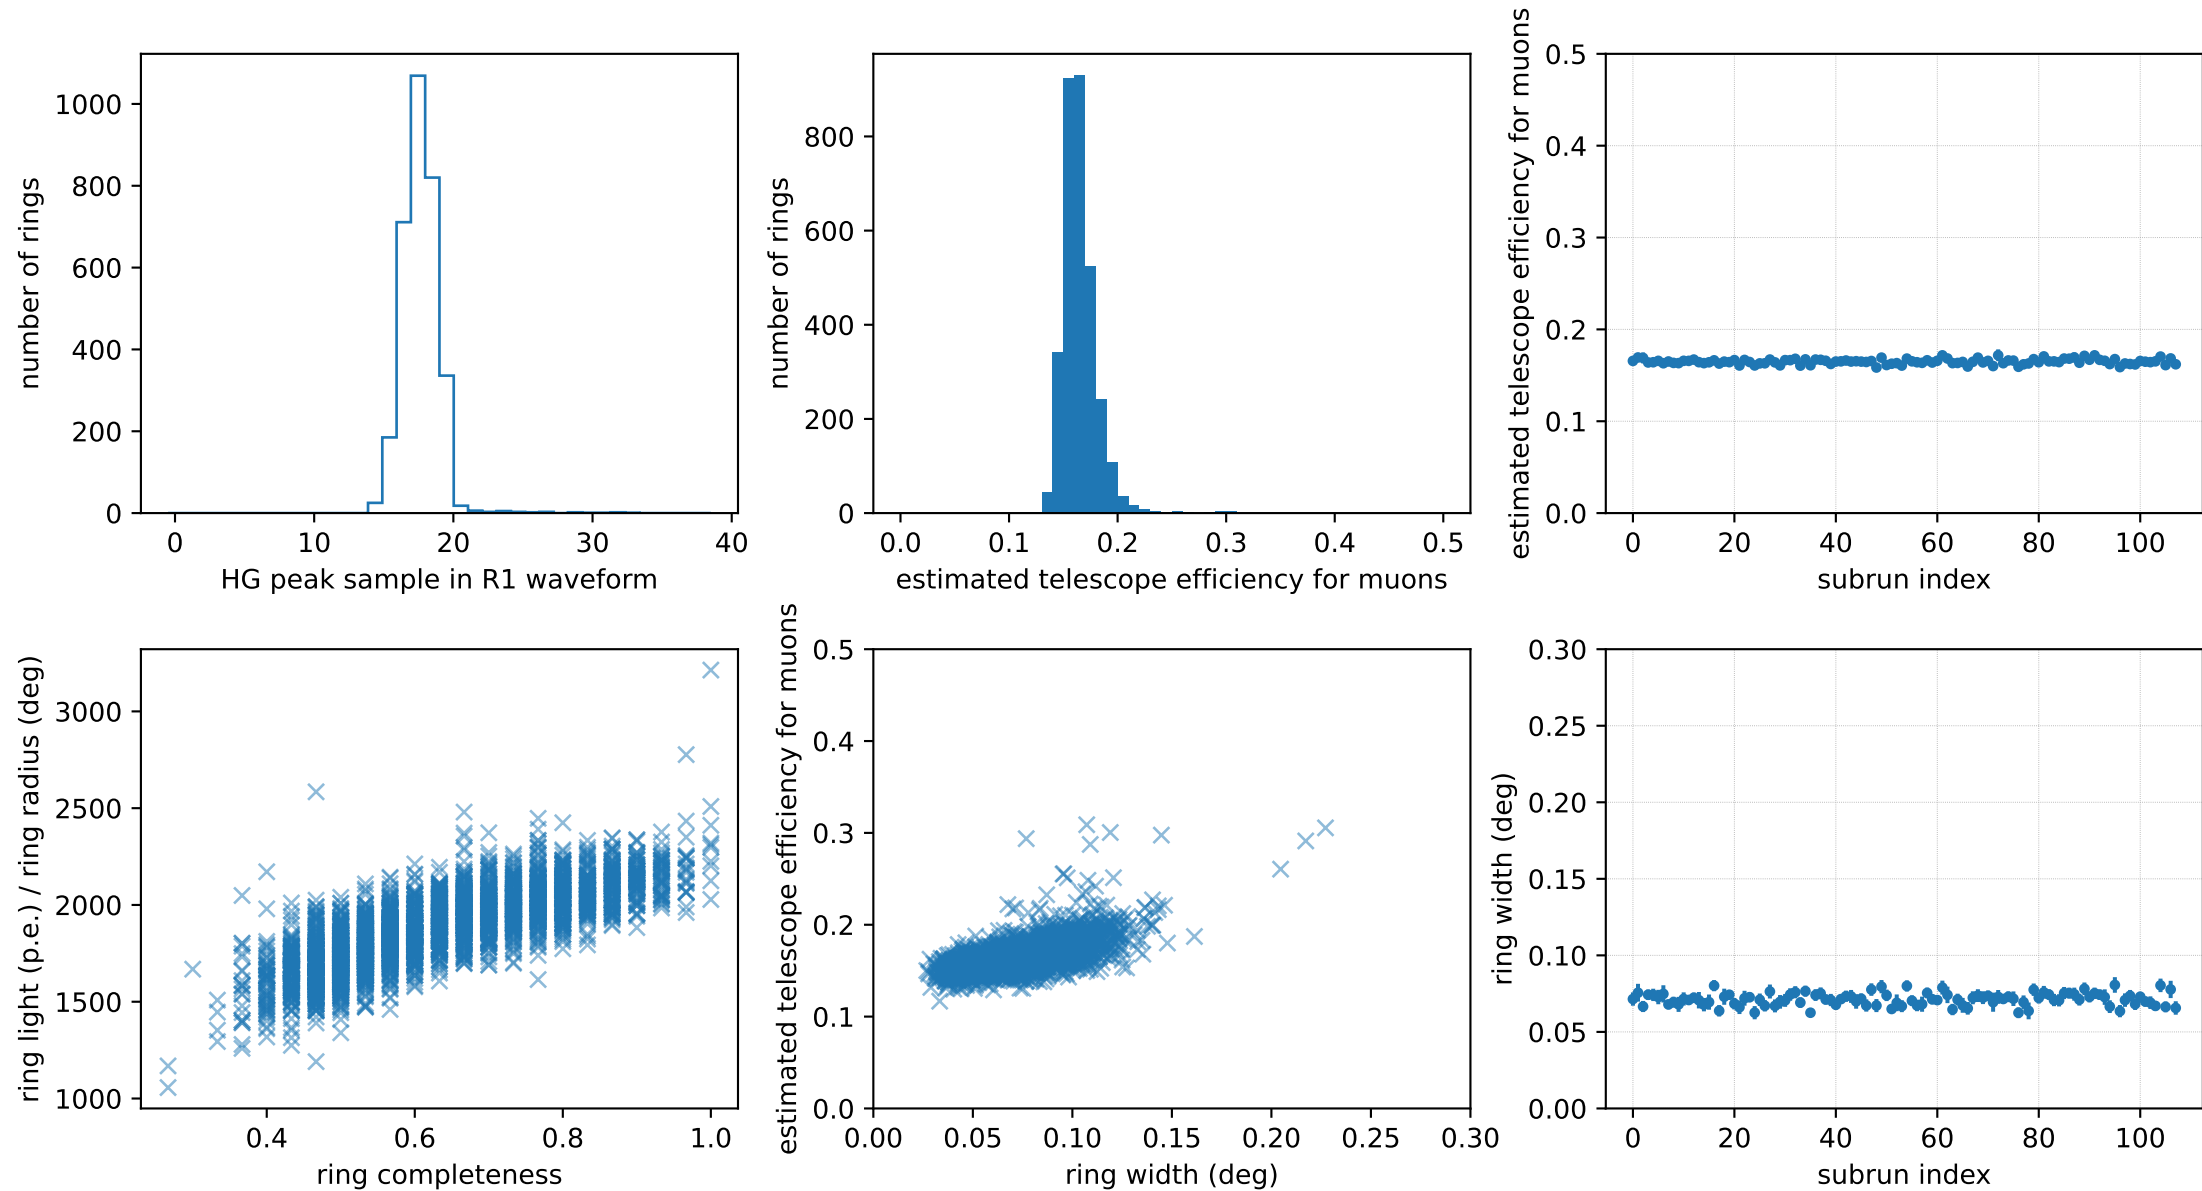 number of rings
1000
800
600
400
200
0
0 10 20 30 40
HG peak sample in R1 waveform
number of rings
800
600
400
200
0
0.0 0.1 0.2 0.3 0.4 0.5
estimated telescope efficiency for muons
estimated telescope efficiency for muons
0.5
0.4
0.3
0.2
0.1
0.0
0 20 40 60 80 100
subrun index
ring light (p.e.) / ring radius (deg)
3000
2500
2000
1500
1000
0.4 0.6 0.8 1.0
ring completeness
estimated telescope efficiency for muons
0.5
0.4
0.3
0.2
0.1
0.0
0.00 0.05 0.10 0.15 0.20 0.25 0.30
ring width (deg)
ring width (deg)
0.30
0.25
0.20
0.15
0.10
0.05
0.00
0 20 40 60 80 100
subrun index